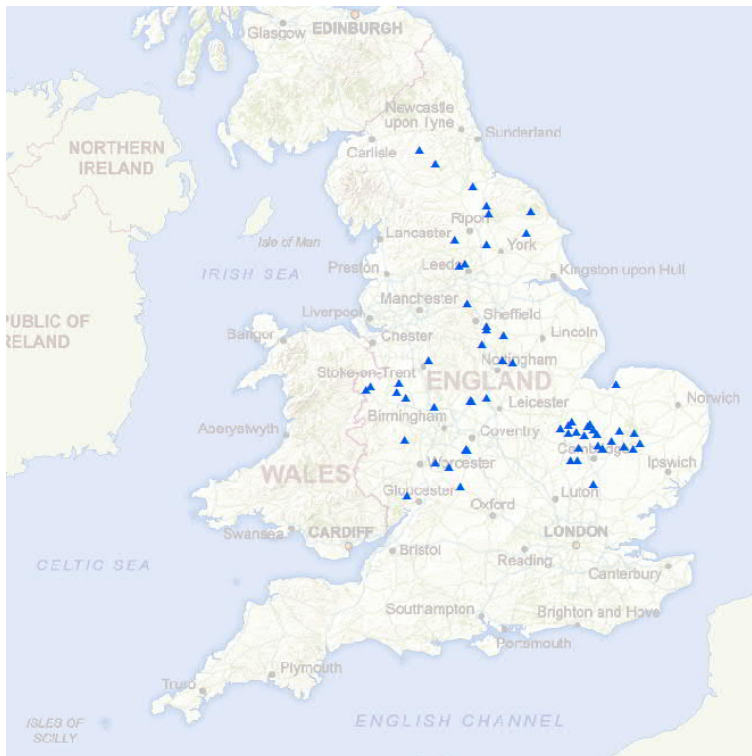 Glasgow
EDINBURGH
Newcastle
upon Tyne
Sunderland
Carlisle
NORTHERN
IRELAND
Isle of Man
Ripon
Lancaster
York
IRISH SEA
Preston
Leeds
Kingston upon Hull
Manchester
PUBLIC OF
RELAND
Liverpool
Sheffield
Bangor
Chester
Lincoln
Stoke-on-Trent
Nottingham
ENGLAND
Norwich
Leicester
Birmingham
Aberystwyth
Coventry
WALES
Worcester
Cambridge
Ipswich
Gloucester
Luton
Oxford
Swansea
CARDIFF
LONDON
Bristol
Reading
CELTIC SEA
Canterbury
Southampton
Brighton and Hove
Portsmouth
Plymouth
Truro
ISLES OF
SCILLY
ENGLISH CHANNEL